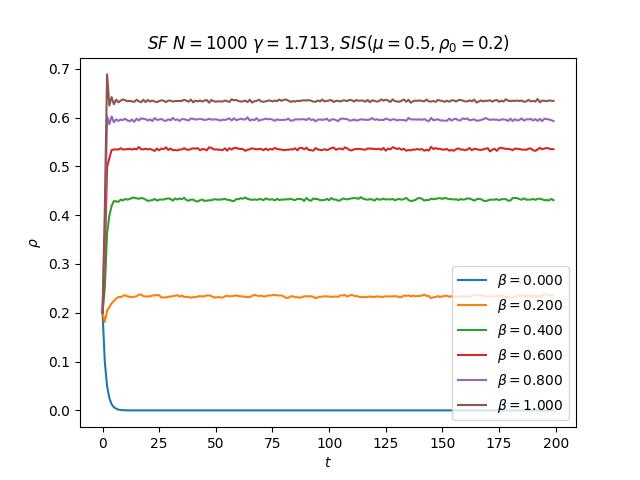 SF N = 1000 γ = 1.713, SIS(μ = 0.5, ρ₀ = 0.2)
0.7
0.6
0.5
0.4
0.3
0.2
0.1
0.0
ρ
β = 0.000
β = 0.200
β = 0.400
β = 0.600
β = 0.800
β = 1.000
0 25 50 75 100 125 150 175 200
t